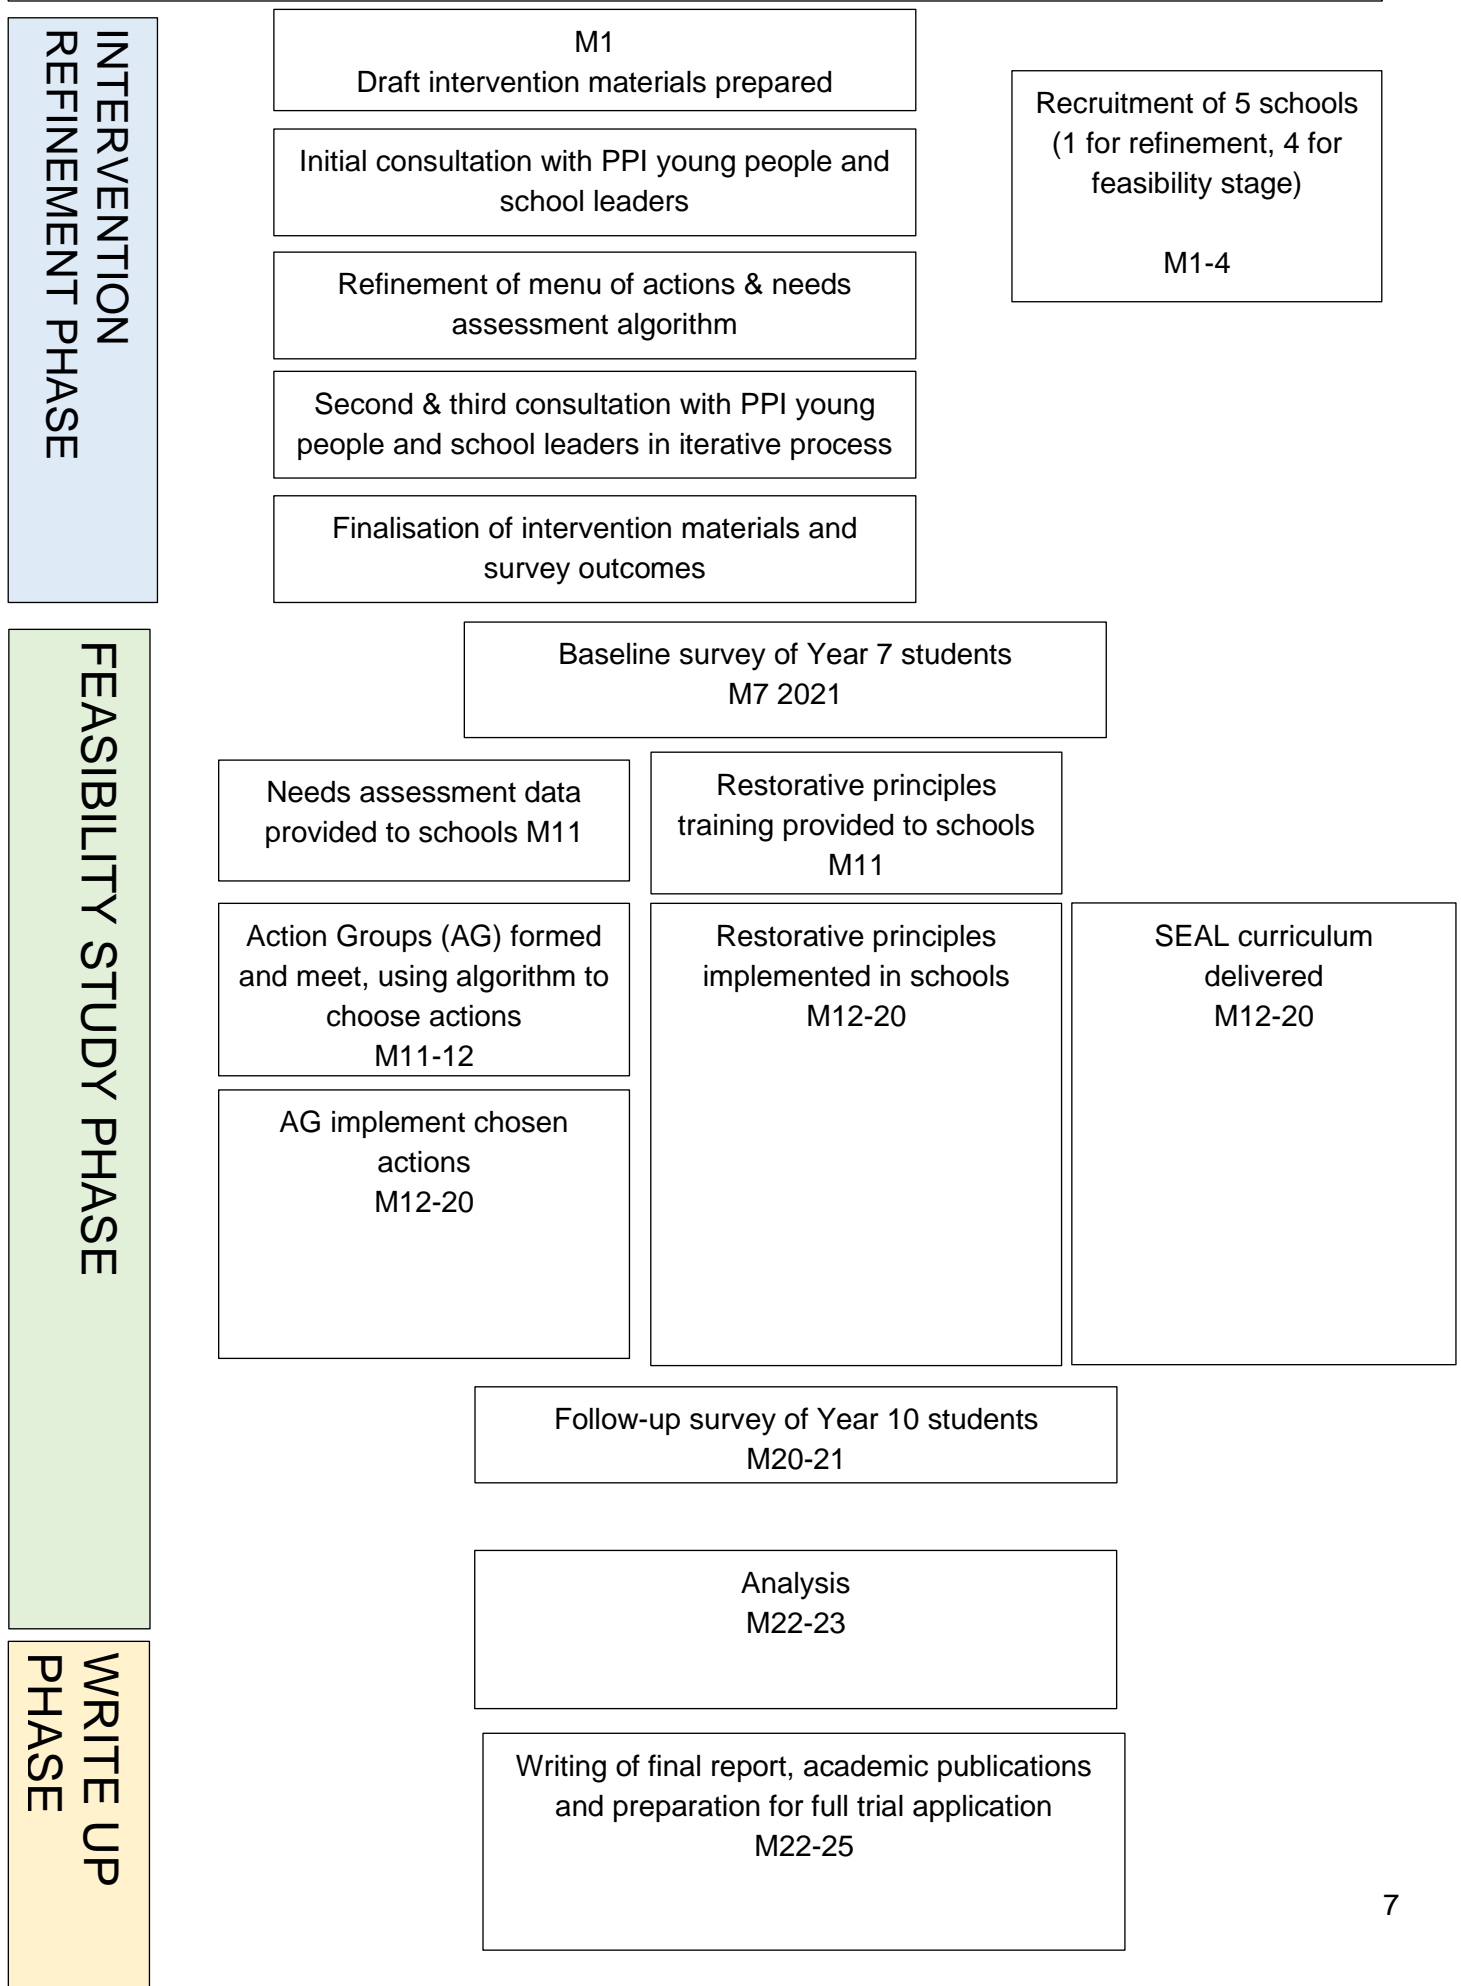 INTERVENTION
REFINEMENT PHASE
M1
Draft intervention materials prepared
Recruitment of 5 schools
(1 for refinement, 4 for
feasibility stage)
M1-4
Initial consultation with PPI young people and
school leaders
Refinement of menu of actions & needs
assessment algorithm
Second & third consultation with PPI young
people and school leaders in iterative process
Finalisation of intervention materials and
survey outcomes
FEASIBILITY STUDY PHASE
Baseline survey of Year 7 students
M7 2021
Needs assessment data
provided to schools M11
Restorative principles
training provided to schools
M11
Action Groups (AG) formed
and meet, using algorithm to
choose actions
M11-12
Restorative principles
implemented in schools
M12-20
SEAL curriculum
delivered
M12-20
AG implement chosen
actions
M12-20
Follow-up survey of Year 10 students
M20-21
Analysis
M22-23
WRITE UP
PHASE
Writing of final report, academic publications
and preparation for full trial application
M22-25
7